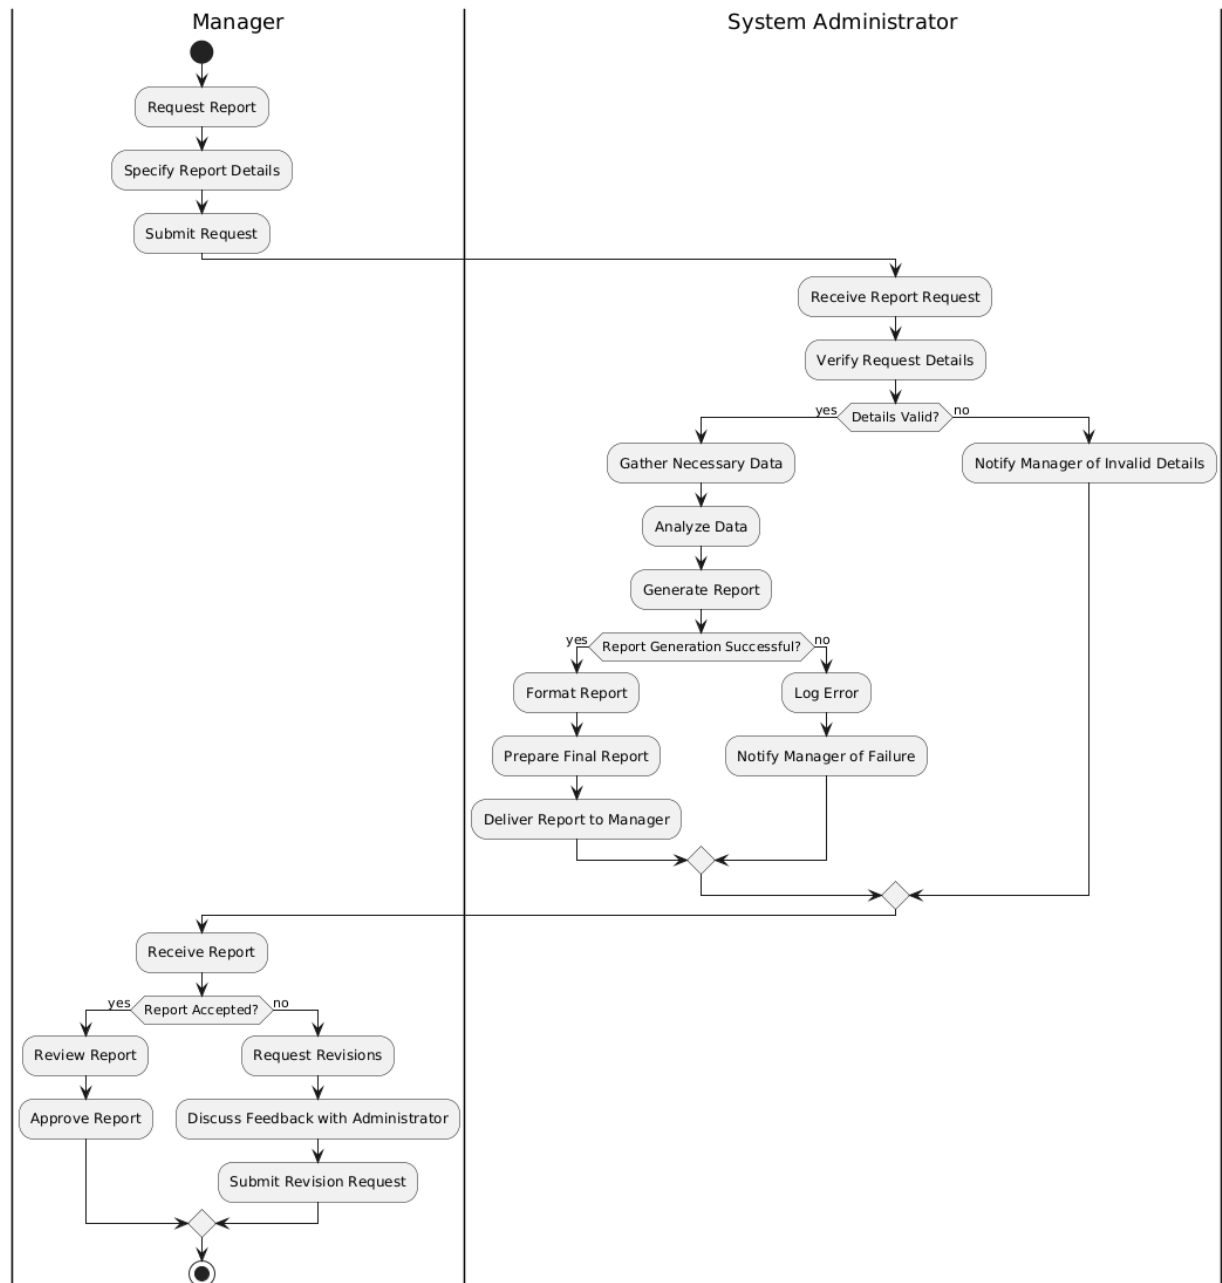 Manager
System Administrator
Request Report
Specify Report Details
Submit Request
Receive Report Request
Verify Request Details
yes
Details Valid?
no
Gather Necessary Data
Notify Manager of Invalid Details
Analyze Data
Generate Report
yes
Report Generation Successful?
no
Format Report
Log Error
Prepare Final Report
Notify Manager of Failure
Deliver Report to Manager
Receive Report
yes
Report Accepted?
no
Review Report
Request Revisions
Approve Report
Discuss Feedback with Administrator
Submit Revision Request